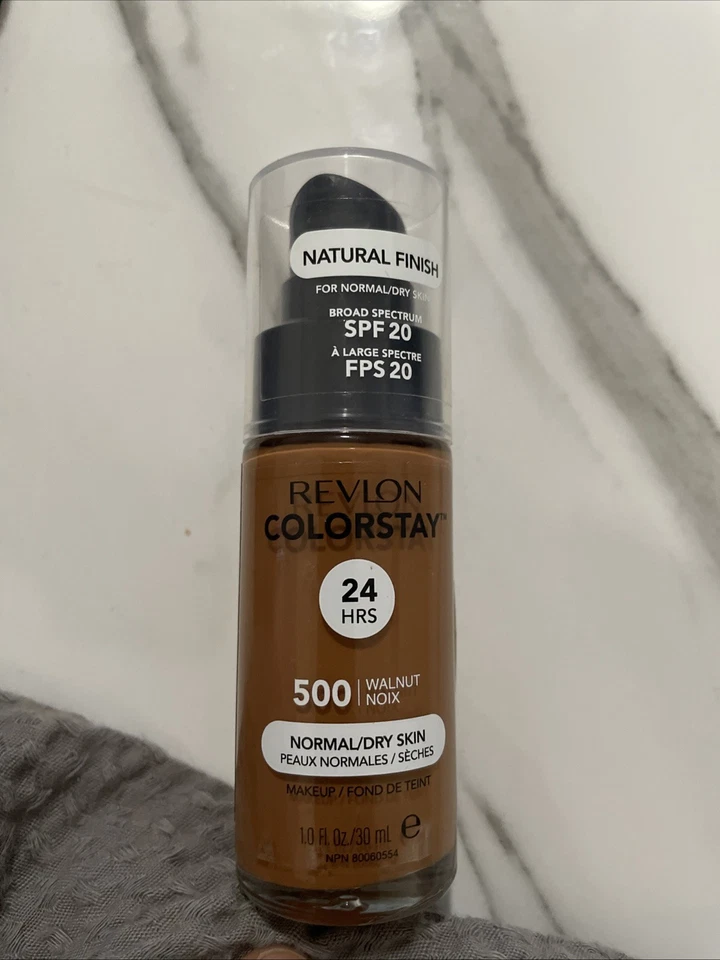 NATURAL FINISH
FOR NORMAL/DRY SKIN
BROAD SPECTRUM
SPF 20
À LARGE SPECTRE
FPS 20
REVLON
COLORSTAY™
24
HRS
500 | WALNUT
NOIX
NORMAL/DRY SKIN
PEAUX NORMALES / SÈCHES
MAKEUP / FOND DE TEINT
1.0 Fl. Oz./30 mL e
NPN 80060554